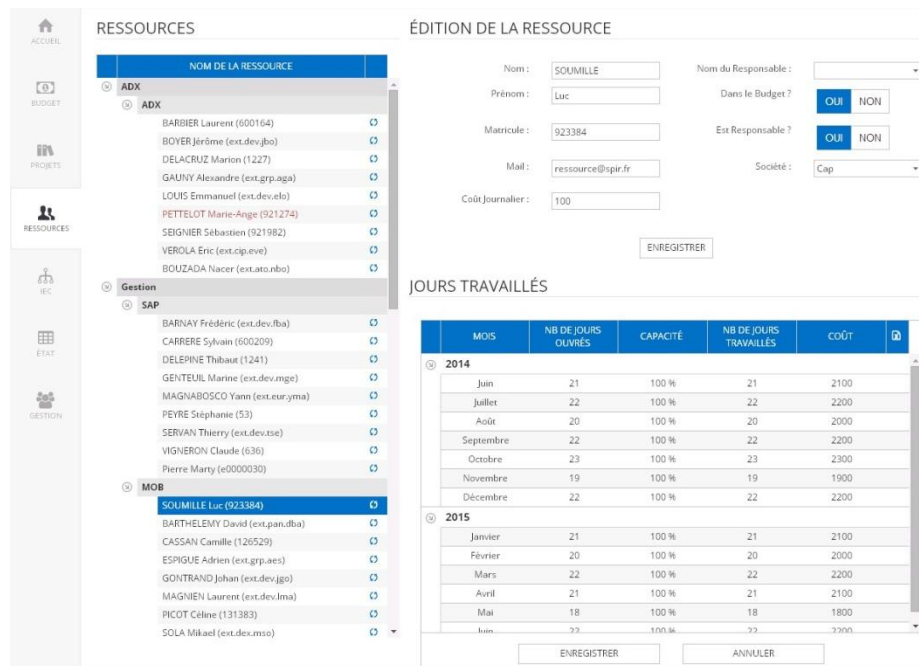 ACCUEIL
BUDGET
PROJETS
RESSOURCES
IEC
ÉTAT
GESTION
RESSOURCES
NOM DE LA RESSOURCE
ADX
ADX
BARBIER Laurent (600164)
BOYER Jérôme (ext.dev.jbo)
DELACRUZ Marion (1227)
GAUNY Alexandre (ext.grp.aga)
LOUIS Emmanuel (ext.dev.elo)
PETTELOT Marie-Ange (921274)
SEIGNIER Sébastien (921982)
VEROLA Eric (ext.cip.eve)
BOUZADA Nacer (ext.ato.nbo)
Gestion
SAP
BARNAY Frédéric (ext.dev.fba)
CARRERE Sylvain (600209)
DELEPINE Thibaut (1241)
GENTEUIL Marine (ext.dev.mge)
MAGNABOSCO Yann (ext.eur.yma)
PEYRE Stéphanie (53)
SERVAN Thierry (ext.dev.tse)
VIGNERON Claude (636)
Pierre Marty (e0000030)
MOB
SOUMILLE Luc (923384)
BARTHELEMY David (ext.pan.dba)
CASSAN Camille (126529)
ESPIGUE Adrien (ext.grp.aes)
GONTRAND Johan (ext.dev.jgo)
MAGNIEN Laurent (ext.dev.lma)
PICOT Céline (131383)
SOLA Mikael (ext.dex.mso)
ÉDITION DE LA RESSOURCE
Nom : SOUMILLE Nom du Responsable :
Prénom : Luc Dans le Budget ? OUI NON
Matricule : 923384 Est Responsable ? OUI NON
Mail : ressource@spir.fr Société : Cap
Coût Journalier : 100
ENREGISTRER
JOURS TRAVAILLÉS
MOIS NB DE JOURS OUVRÉS CAPACITÉ NB DE JOURS TRAVAILLÉS COÛT
2014
Juin 21 100 % 21 2100
Juillet 22 100 % 22 2200
Août 20 100 % 20 2000
Septembre 22 100 % 22 2200
Octobre 23 100 % 23 2300
Novembre 19 100 % 19 1900
Décembre 22 100 % 22 2200
2015
Janvier 21 100 % 21 2100
Février 20 100 % 20 2000
Mars 22 100 % 22 2200
Avril 21 100 % 21 2100
Mai 18 100 % 18 1800
Juin 22 100 % 22 2200
ENREGISTRER ANNULER